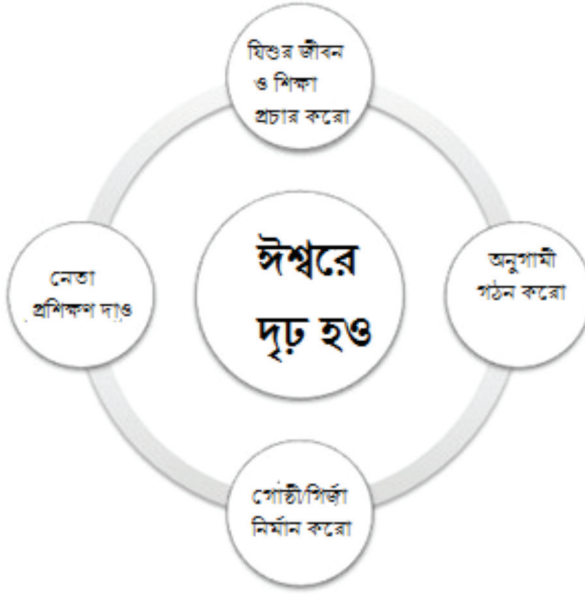 যিশুর জীবন
ও শিক্ষা
প্রচার করো
ঈশ্বরে
দৃঢ় হও
অনুগামী
গঠন করো
নেতা
প্রশিক্ষণ দাও
গোষ্ঠী/গির্জা
নির্মান করো